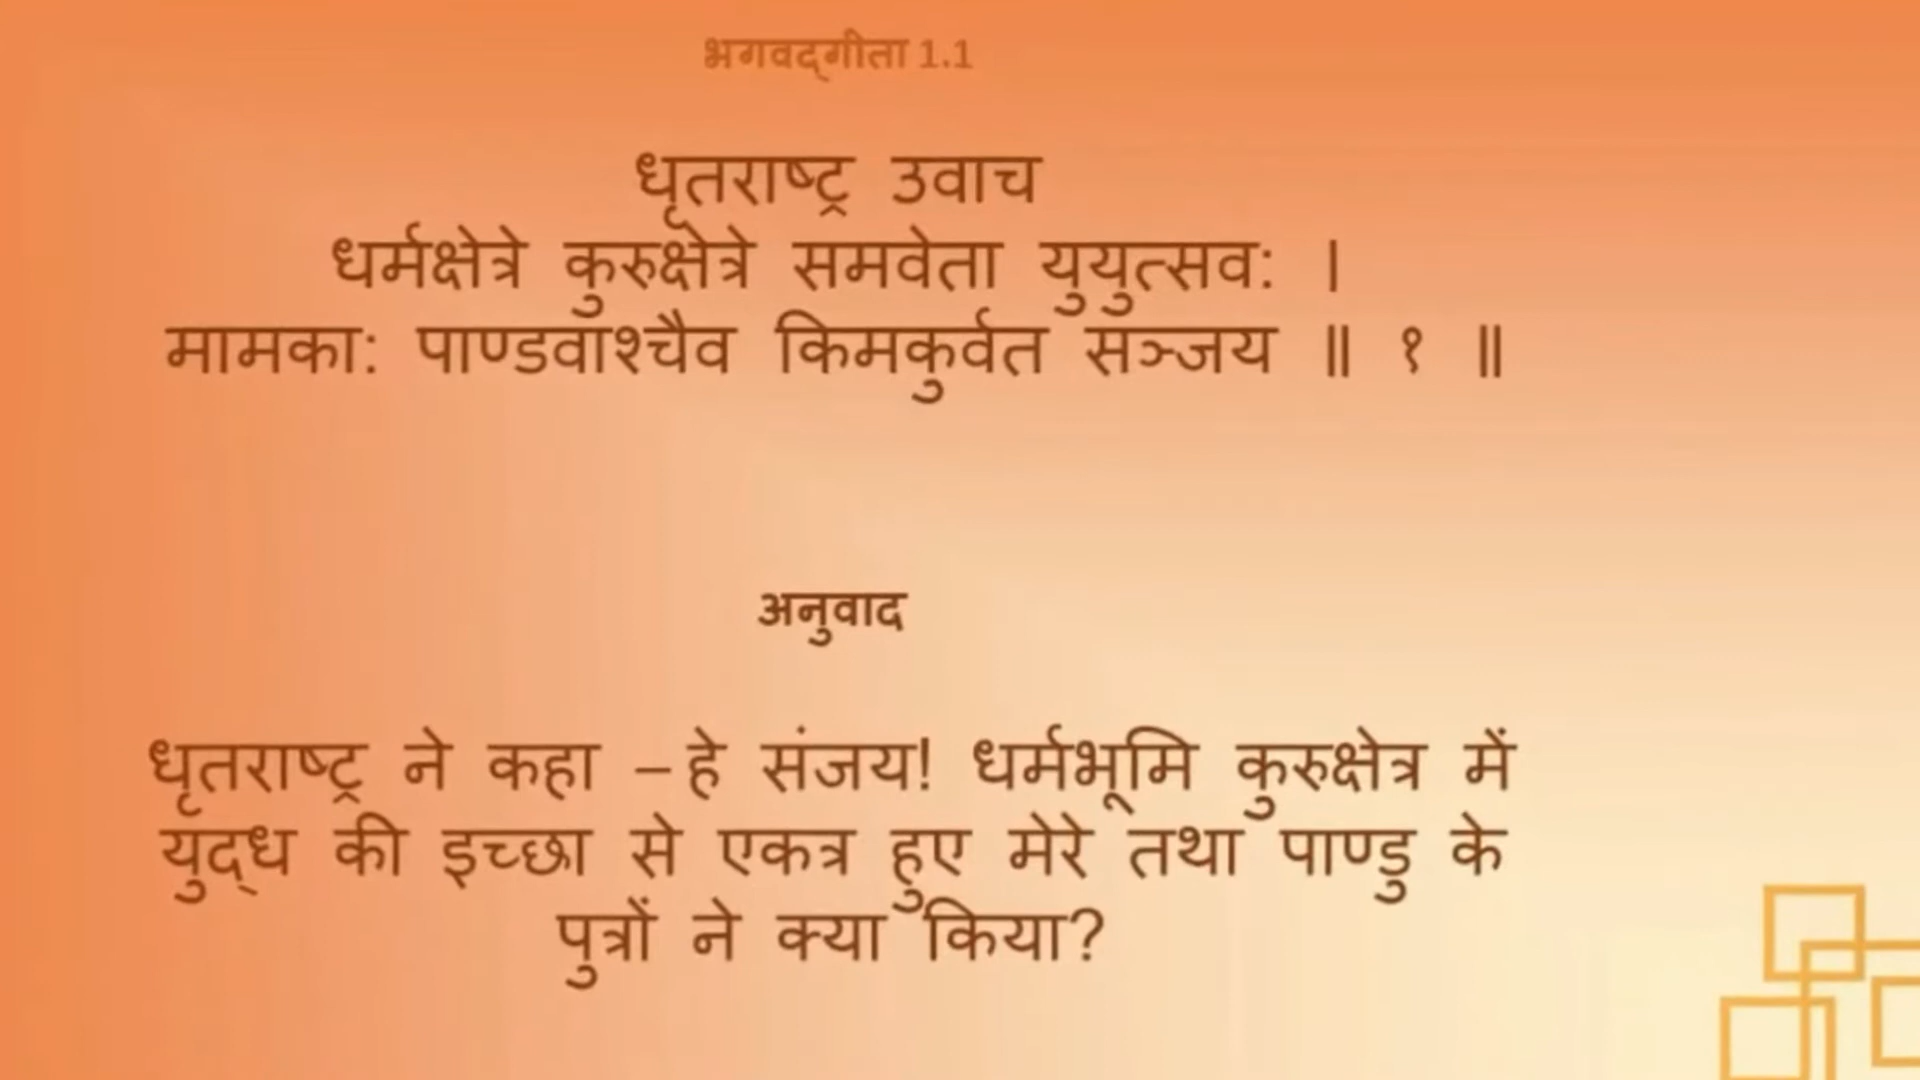 भगवद्गीता 1.1
धृतराष्ट्र उवाच
धर्मक्षेत्रे कुरुक्षेत्रे समवेता युयुत्सव: ।
मामका: पाण्डवाश्चैव किमकुर्वत सञ्जय ॥ १ ॥
अनुवाद
धृतराष्ट्र ने कहा – हे संजय! धर्मभूमि कुरुक्षेत्र में
युद्ध की इच्छा से एकत्र हुए मेरे तथा पाण्डु के
पुत्रों ने क्या किया?